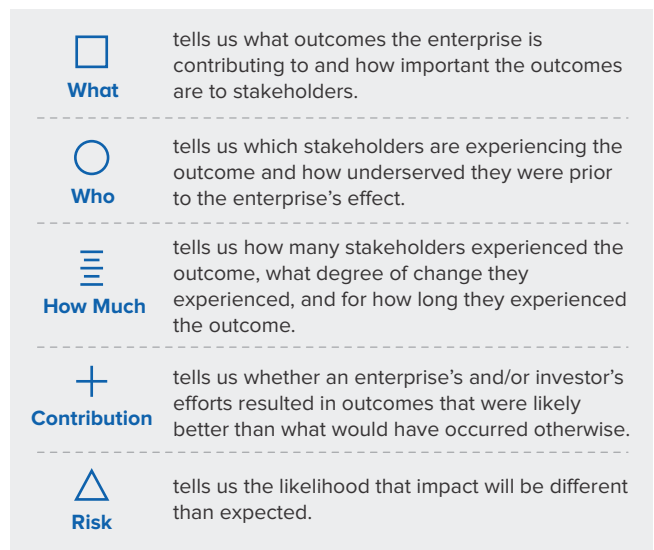 What
tells us what outcomes the enterprise is
contributing to and how important the outcomes
are to stakeholders.
Who
tells us which stakeholders are experiencing the
outcome and how underserved they were prior
to the enterprise’s effect.
How Much
tells us how many stakeholders experienced the
outcome, what degree of change they
experienced, and for how long they experienced
the outcome.
Contribution
tells us whether an enterprise’s and/or investor’s
efforts resulted in outcomes that were likely
better than what would have occurred otherwise.
Risk
tells us the likelihood that impact will be different
than expected.